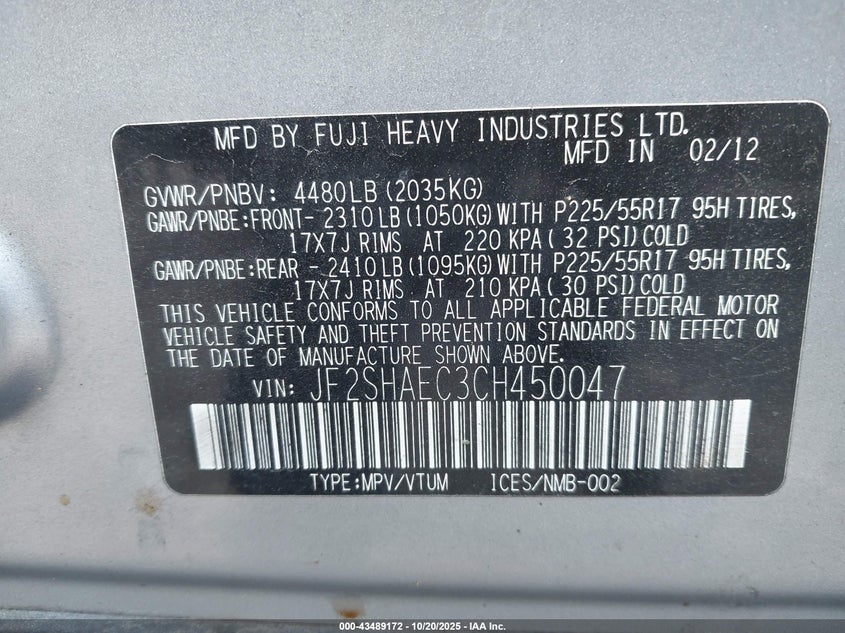 MFD BY FUJI HEAVY INDUSTRIES LTD.
MFD IN 02/12
GVWR/PNBV: 4480LB (2035KG)
GAWR/PNBE:FRONT- 2310LB (1050KG) WITH P225/55R17 95H TIRES,
17X7J RIMS AT 220 KPA ( 32 PSI) COLD
GAWR/PNBE:REAR - 2410LB (1095KG) WITH P225/55R17 95H TIRES,
17X7J RIMS AT 210 KPA ( 30 PSI) COLD
THIS VEHICLE CONFORMS TO ALL APPLICABLE FEDERAL MOTOR
VEHICLE SAFETY AND THEFT PREVENTION STANDARDS IN EFFECT ON
THE DATE OF MANUFACTURE SHOWN ABOVE.
VIN: JF2SHAEC3CH450047
TYPE:MPV/VTUM ICES/NMB-002
000-43489172 - 10/20/2025 - IAA Inc.